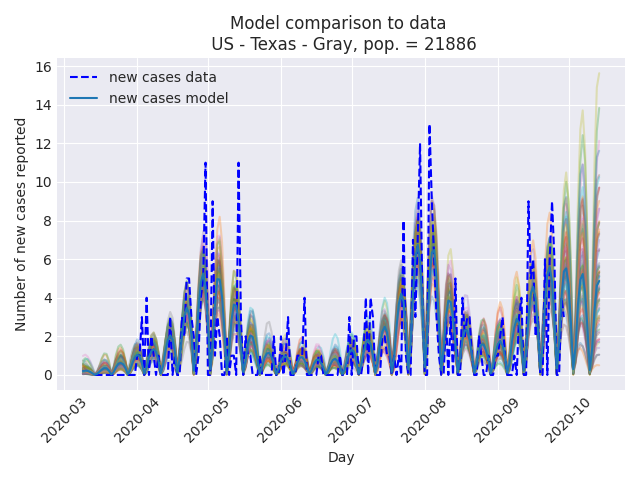 Model comparison to data
US - Texas - Gray, pop. = 21886
new cases data
new cases model
Number of new cases reported
16
14
12
10
8
6
4
2
0
2020-03
2020-04
2020-05
2020-06
2020-07
2020-08
2020-09
2020-10
Day